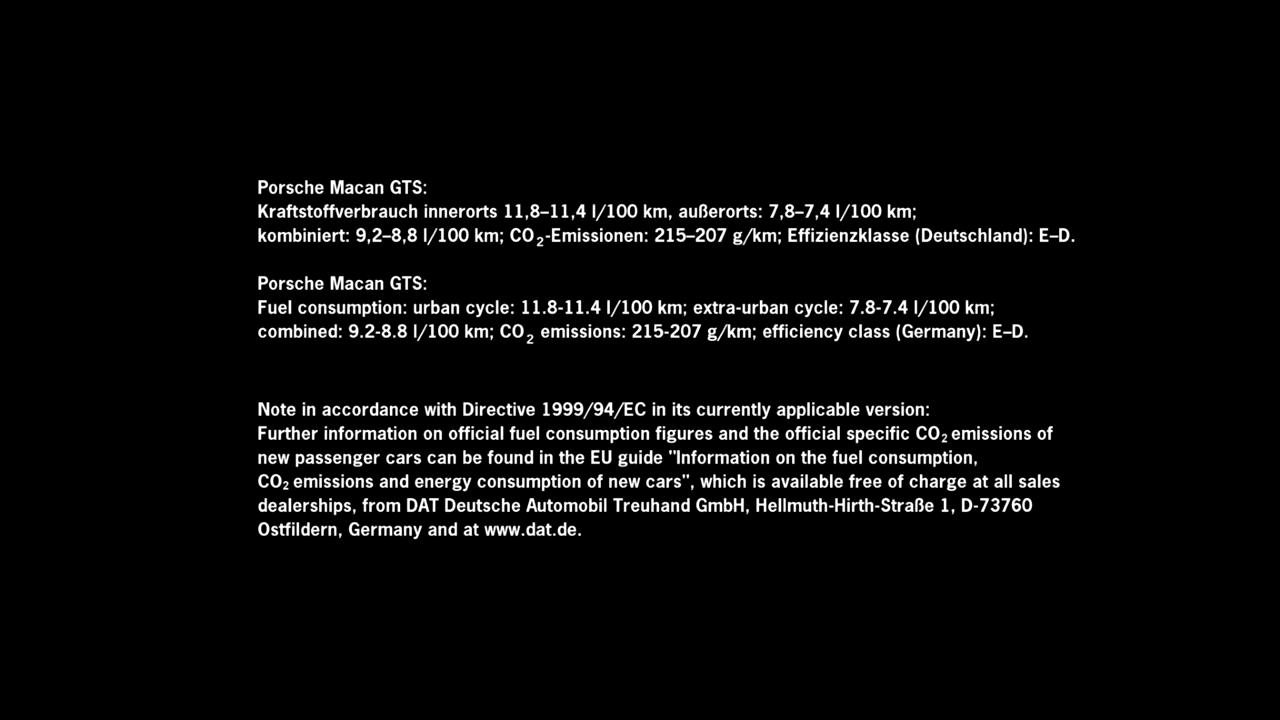 Porsche Macan GTS:
Kraftstoffverbrauch innerorts 11,8–11,4 l/100 km, außerorts: 7,8–7,4 l/100 km;
kombiniert: 9,2–8,8 l/100 km; CO₂-Emissionen: 215–207 g/km; Effizienzklasse (Deutschland): E–D.
Porsche Macan GTS:
Fuel consumption: urban cycle: 11.8-11.4 l/100 km; extra-urban cycle: 7.8-7.4 l/100 km;
combined: 9.2-8.8 l/100 km; CO₂ emissions: 215-207 g/km; efficiency class (Germany): E–D.
Note in accordance with Directive 1999/94/EC in its currently applicable version:
Further information on official fuel consumption figures and the official specific CO₂ emissions of
new passenger cars can be found in the EU guide "Information on the fuel consumption,
CO₂ emissions and energy consumption of new cars", which is available free of charge at all sales
dealerships, from DAT Deutsche Automobil Treuhand GmbH, Hellmuth-Hirth-Straße 1, D-73760
Ostfildern, Germany and at www.dat.de.